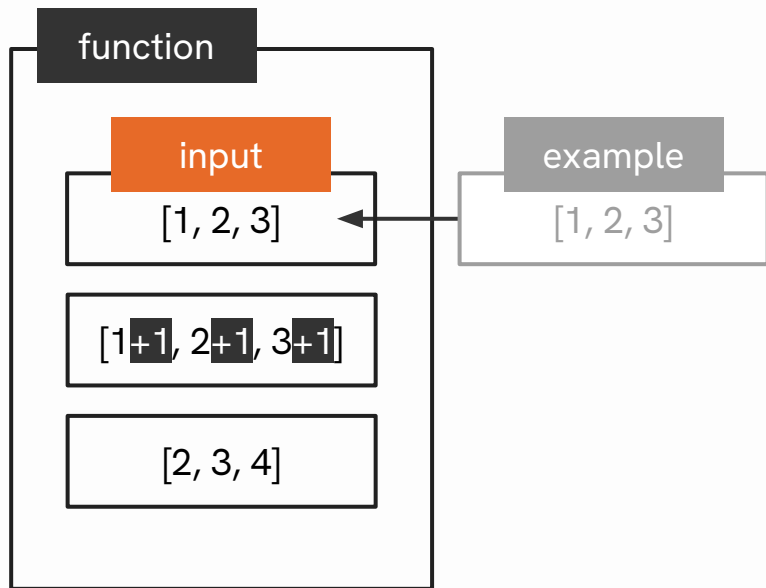 function
input
example
[1, 2, 3]
[1, 2, 3]
[1+1, 2+1, 3+1]
[2, 3, 4]